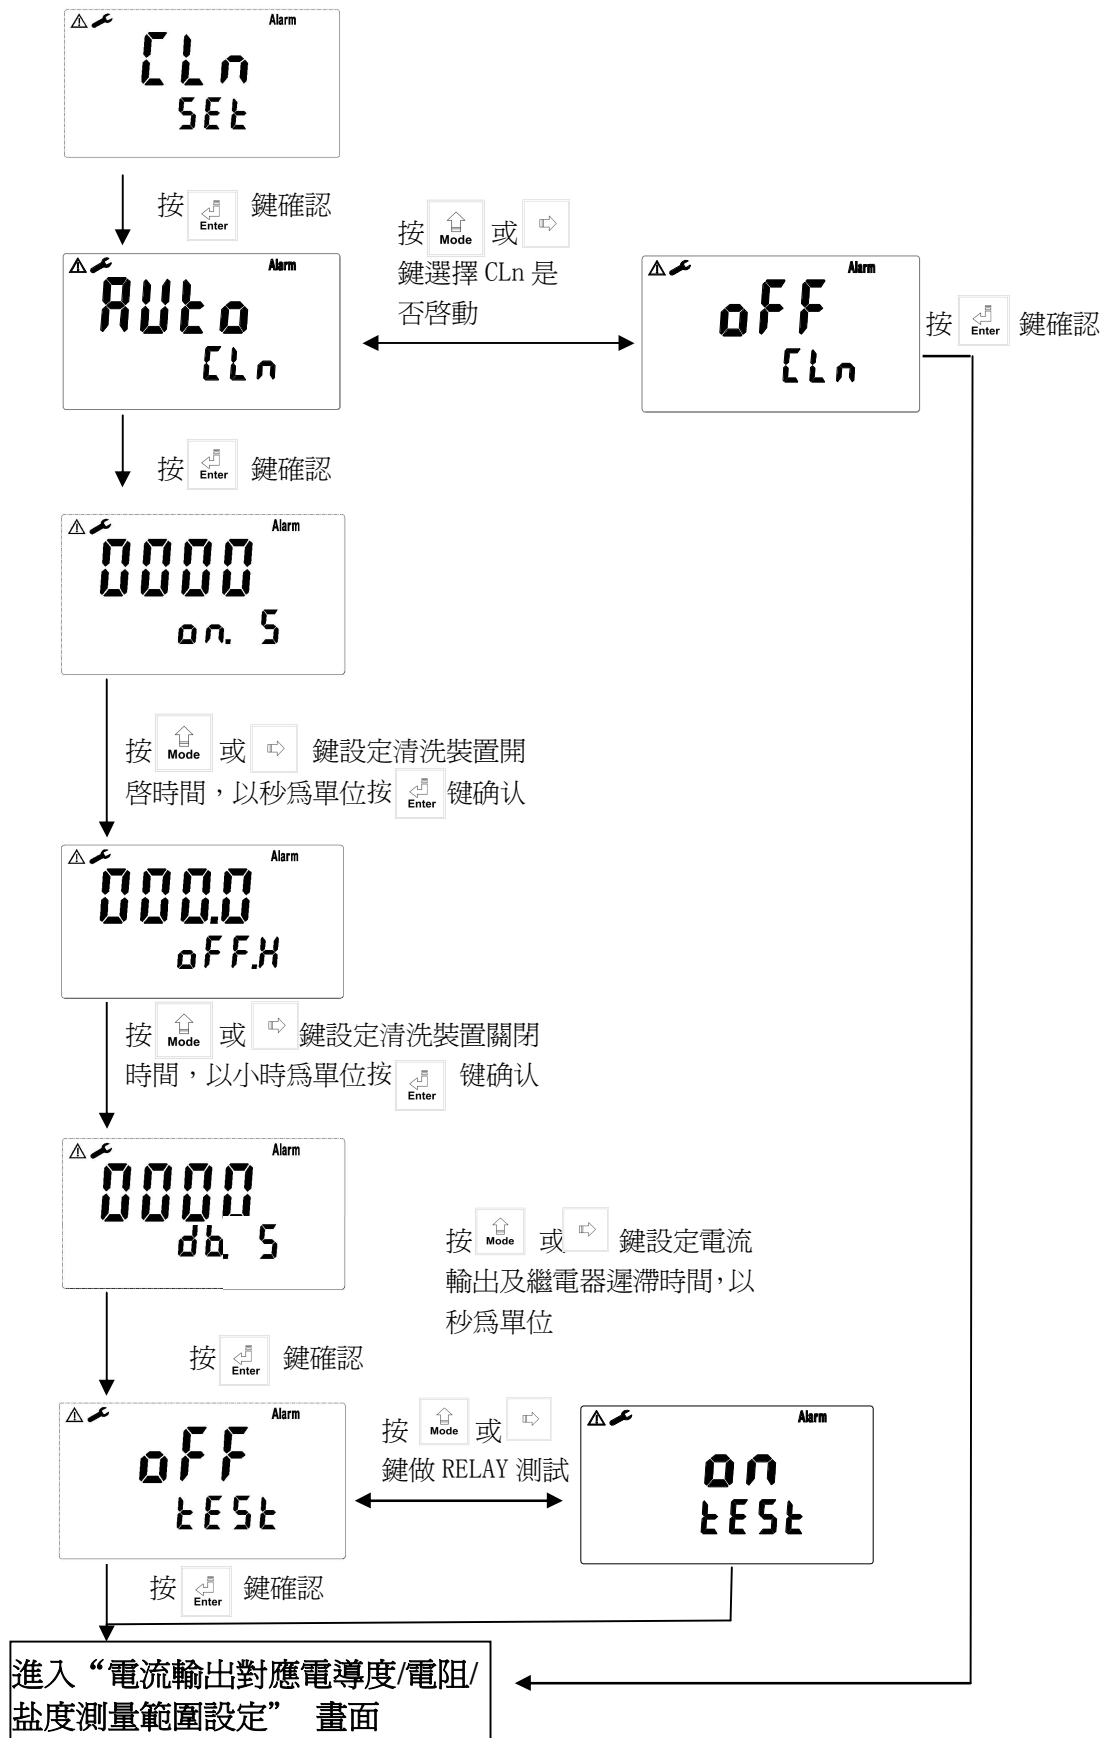 Alarm
CLn
SEt
按 Enter 鍵確認
按 Mode 或
鍵選擇 CLn 是
否啓動
Alarm
AUto
CLn
Alarm
oFF
CLn
按 Enter 鍵確認
按 Enter 鍵確認
Alarm
0000
on. S
按 Mode 或 鍵設定清洗裝置開
啓時間，以秒爲單位按 Enter 键确认
Alarm
000.0
oFF.H
按 Mode 或 鍵設定清洗裝置關閉
時間，以小時爲單位按 Enter 键确认
Alarm
0000
db. S
按 Mode 或 鍵設定電流
輸出及繼電器遲滯時間，以
秒爲單位
按 Enter 鍵確認
Alarm
oFF
tESt
按 Mode 或
鍵做 RELAY 測試
Alarm
on
tESt
按 Enter 鍵確認
進入“電流輸出對應電導度/電阻/
盐度測量範圍設定” 畫面